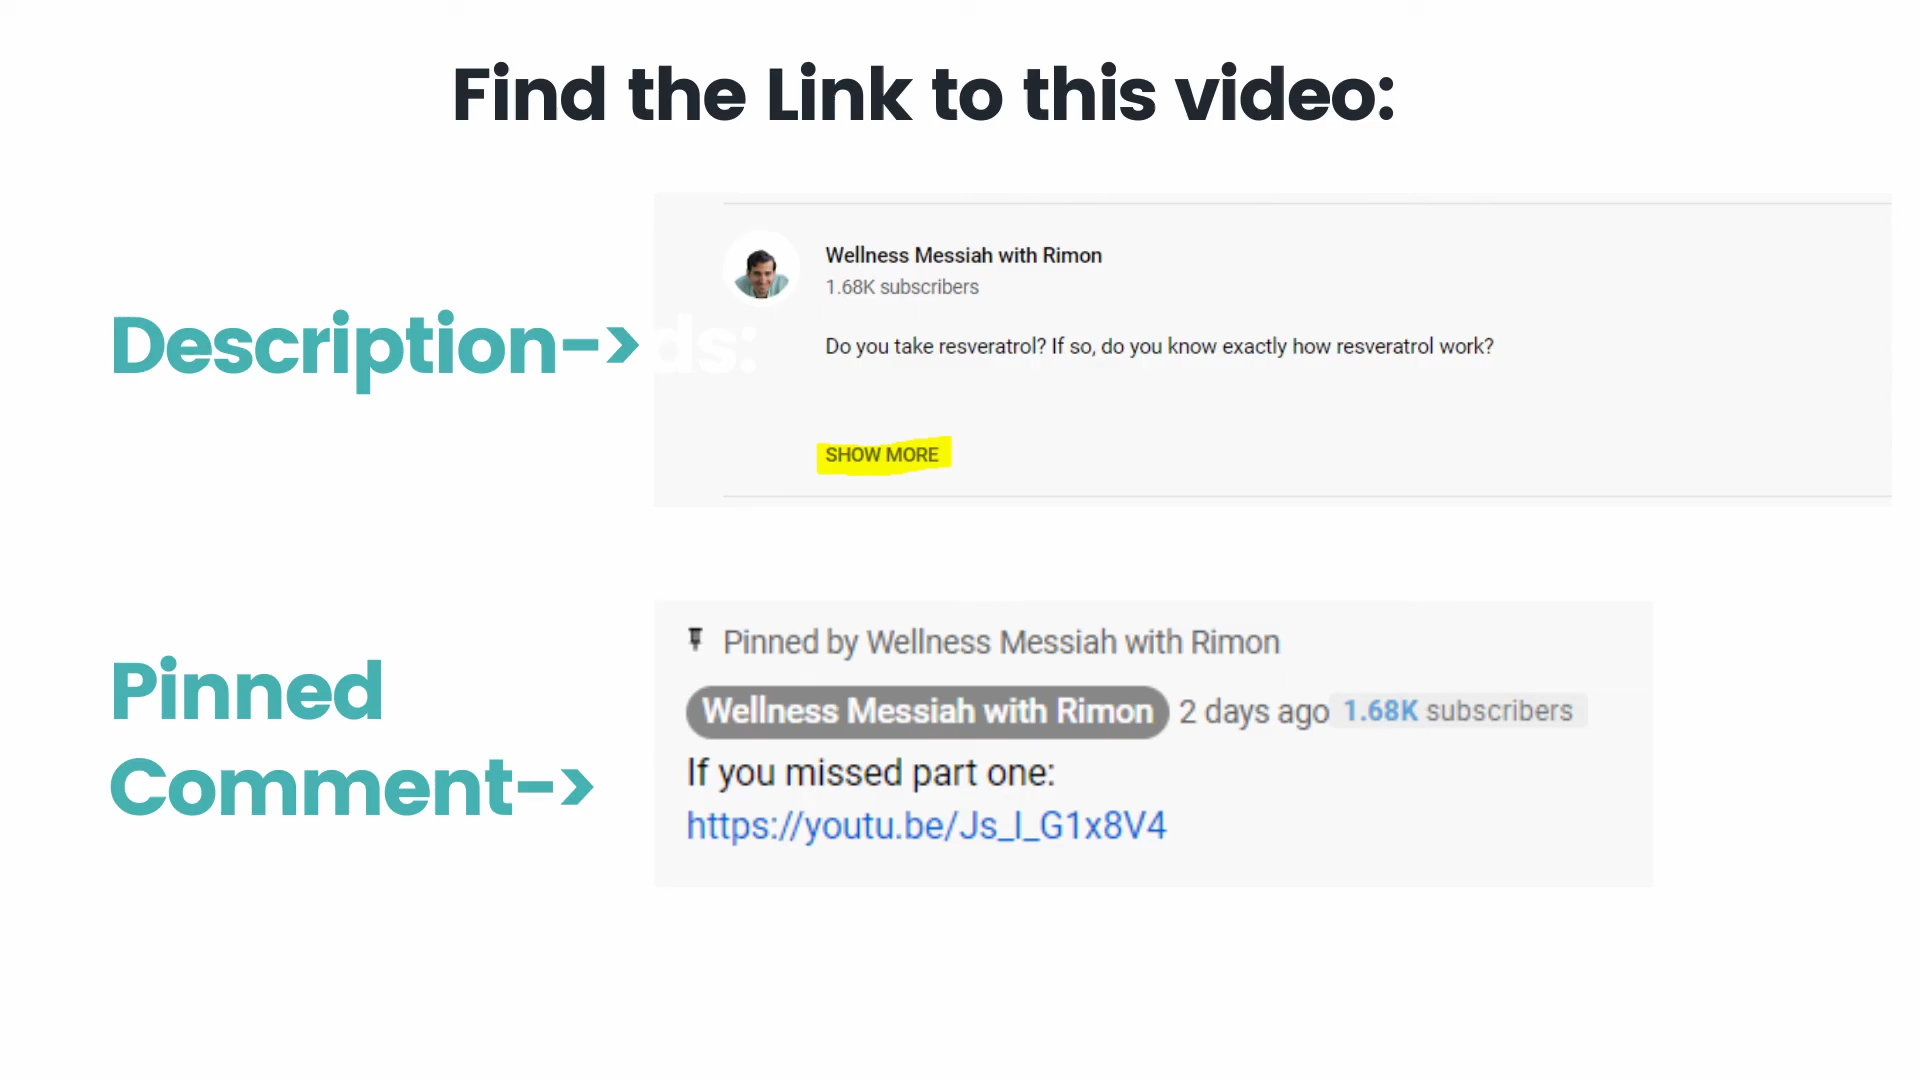 Find the Link to this video:
Wellness Messiah with Rimon
1.68K subscribers
Description-> ds:
Do you take resveratrol? If so, do you know exactly how resveratrol work?
SHOW MORE
Pinned
Comment->
Pinned by Wellness Messiah with Rimon
Wellness Messiah with Rimon 2 days ago 1.68K subscribers
If you missed part one:
https://youtu.be/Js_I_G1x8V4